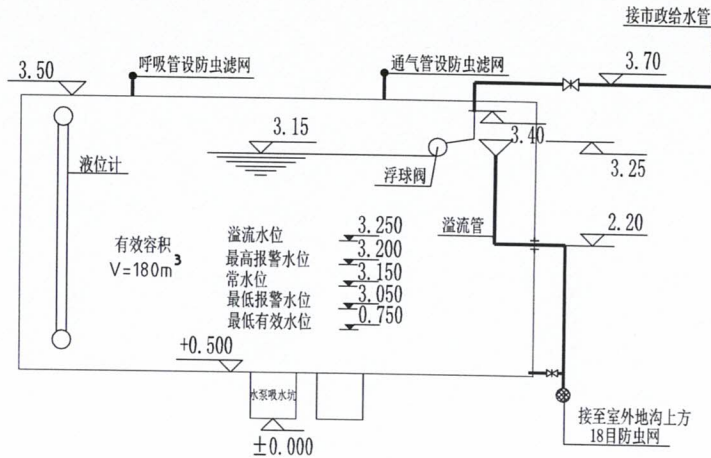 接市政给水管
呼吸管设防虫滤网
通气管设防虫滤网
3.50
3.70
3.15
3.40
3.25
液位计
浮球阀
溢流管
2.20
有效容积
V=180m³
溢流水位 3.250
最高报警水位 3.200
常水位 3.150
最低报警水位 3.050
最低有效水位 0.750
+0.500
水泵吸水坑
±0.000
接至室外地沟上方
18目防虫网